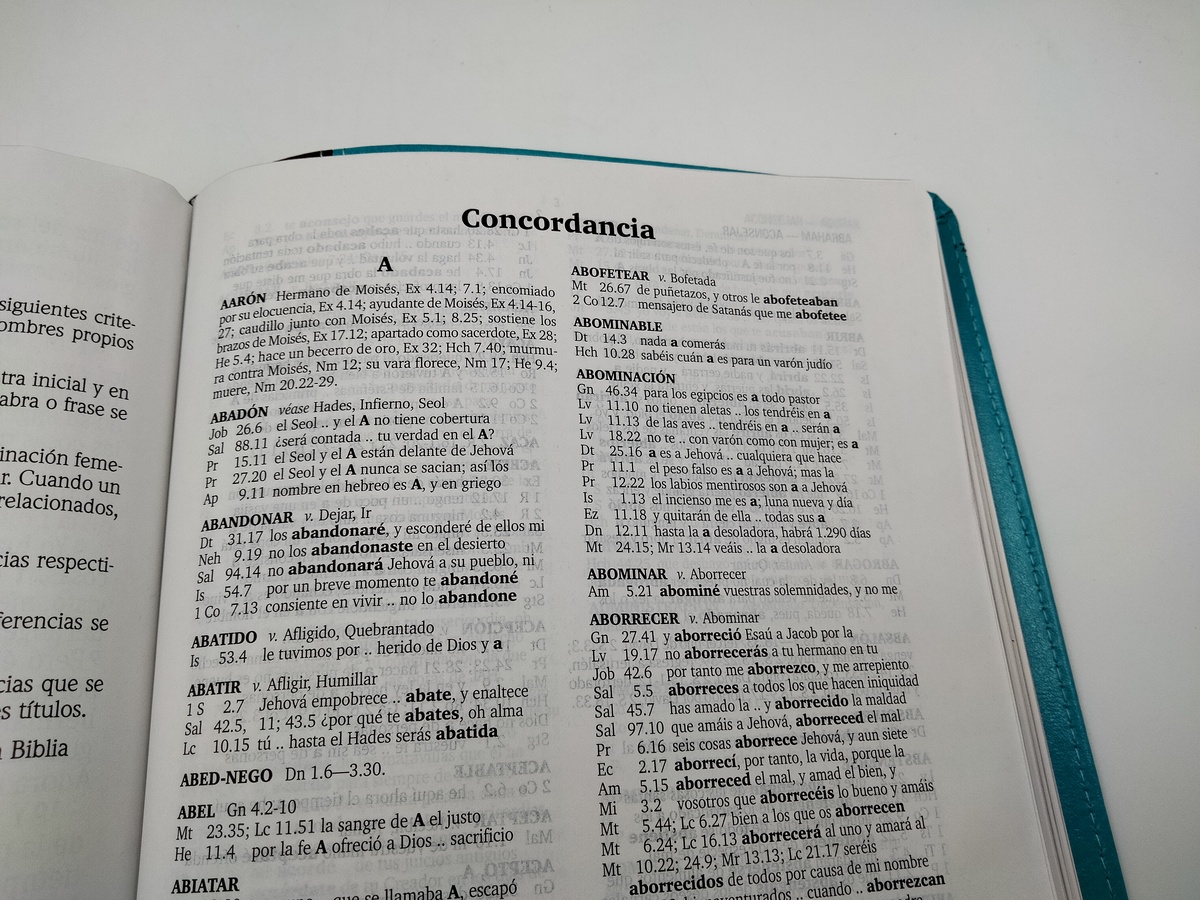 siguientes crite-
ombres propios
tra inicial y en
abra o frase se
inación feme-
r. Cuando un
relacionados,
cias respecti-
ferencias se
cias que se
s títulos.
Biblia
Concordancia
A
AARÓN Hermano de Moisés, Ex 4.14; 7.1; encomiado
por su elocuencia, Ex 4.14; ayudante de Moisés, Ex 4.14-16,
27; caudillo junto con Moisés, Ex 5.1; 8.25; sostiene los
brazos de Moisés, Ex 17.12; apartado como sacerdote, Ex 28;
He 5.4; hace un becerro de oro, Ex 32; Hch 7.40; murmu-
ra contra Moisés, Nm 12; su vara florece, Nm 17; He 9.4;
muere, Nm 20.22-29.
ABADÓN véase Hades, Infierno, Seol
Job 26.6 el Seol .. y el A no tiene cobertura
Sal 88.11 ¿será contada .. tu verdad en el A?
Pr 15.11 el Seol y el A están delante de Jehová
Pr 27.20 el Seol y el A nunca se sacian; así los
Ap 9.11 nombre en hebreo es A, y en griego
ABANDONAR v. Dejar, Ir
Dt 31.17 los abandonaré, y esconderé de ellos mi
Neh 9.19 no los abandonaste en el desierto
Sal 94.14 no abandonará Jehová a su pueblo, ni
Is 54.7 por un breve momento te abandoné
1 Co 7.13 consiente en vivir .. no lo abandone
ABATIDO v. Afligido, Quebrantado
Is 53.4 le tuvimos por .. herido de Dios y a
ABATIR v. Afligir, Humillar
1 S 2.7 Jehová empobrece .. abate, y enaltece
Sal 42.5, 11; 43.5 ¿por qué te abates, oh alma
Lc 10.15 tú .. hasta el Hades serás abatida
ABED-NEGO Dn 1.6—3.30.
ABEL Gn 4.2-10
Mt 23.35; Lc 11.51 la sangre de A el justo
He 11.4 por la fe A ofreció a Dios .. sacrificio
ABIATAR
que se llamaba A, escapó
ABOFETEAR v. Bofetada
Mt 26.67 de puñetazos, y otros le abofeteaban
2 Co 12.7 mensajero de Satanás que me abofetee
ABOMINABLE
Dt 14.3 nada a comerás
Hch 10.28 sabéis cuán a es para un varón judío
ABOMINACIÓN
Gn 46.34 para los egipcios es a todo pastor
Lv 11.10 no tienen aletas .. los tendréis en a
Lv 11.13 de las aves .. tendréis en a .. serán a
Lv 18.22 no te .. con varón como con mujer; es a
Dt 25.16 a es a Jehová .. cualquiera que hace
Pr 11.1 el peso falso es a a Jehová; mas la
Pr 12.22 los labios mentirosos son a a Jehová
Is 1.13 el incienso me es a; luna nueva y día
Ez 11.18 y quitarán de ella .. todas sus a
Dn 12.11 hasta la a desoladora, habrá 1.290 días
Mt 24.15; Mr 13.14 veáis .. la a desoladora
ABOMINAR v. Aborrecer
Am 5.21 abominé vuestras solemnidades, y no me
ABORRECER v. Abominar
Gn 27.41 y aborreció Esaú a Jacob por la
Lv 19.17 no aborrecerás a tu hermano en tu
Job 42.6 por tanto me aborrezco, y me arrepiento
Sal 5.5 aborreces a todos los que hacen iniquidad
Sal 45.7 has amado la .. y aborrecido la maldad
Sal 97.10 que amáis a Jehová, aborreced el mal
Pr 6.16 seis cosas aborrece Jehová, y aun siete
Ec 2.17 aborrecí, por tanto, la vida, porque la
Am 5.15 aborreced el mal, y amad el bien, y
Mi 3.2 vosotros que aborrecéis lo bueno y amáis
Mt 5.44; Lc 6.27 bien a los que os aborrecen
Mt 6.24; Lc 16.13 aborrecerá al uno y amará al
Mt 10.22; 24.9; Mr 13.13; Lc 21.17 seréis
aborrecidos de todos por causa de mi nombre
bienaventurados .. cuando .. aborrezcan